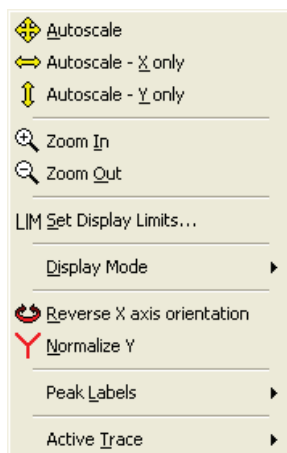 Autoscale
Autoscale - X only
Autoscale - Y only
Zoom In
Zoom Out
LIM Set Display Limits...
Display Mode
Reverse X axis orientation
Normalize Y
Peak Labels
Active Trace